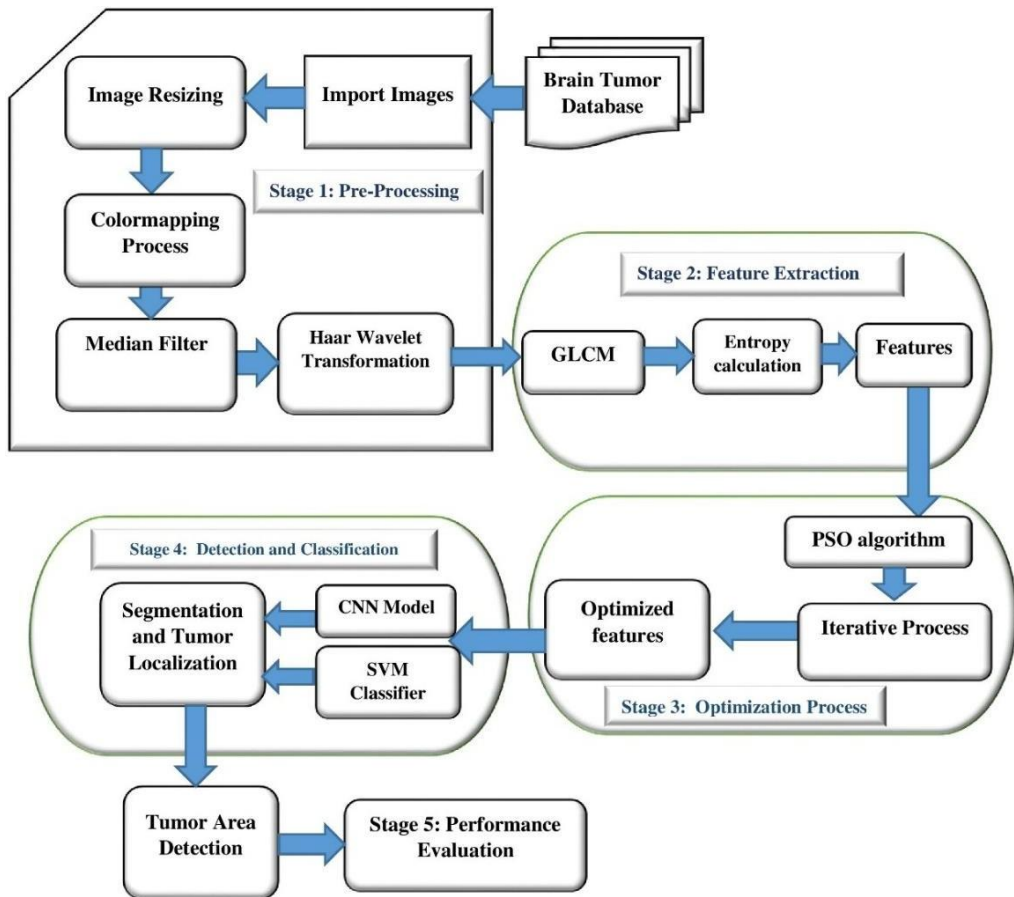 Image Resizing
Import Images
Brain Tumor
Database
Stage 1: Pre-Processing
Colormapping
Process
Median Filter
Haar Wavelet
Transformation
Stage 2: Feature Extraction
GLCM
Entropy
calculation
Features
PSO algorithm
Iterative Process
Optimized
features
Stage 3: Optimization Process
Stage 4: Detection and Classification
CNN Model
SVM
Classifier
Segmentation
and Tumor
Localization
Tumor Area
Detection
Stage 5: Performance
Evaluation